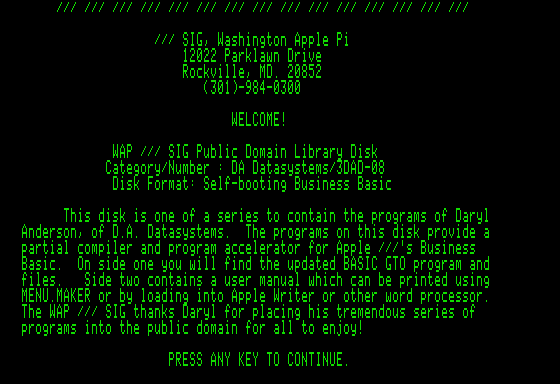 /// /// /// /// /// /// /// /// /// /// /// /// /// /// ///
/// SIG, Washington Apple Pi
12022 Parklawn Drive
Rockville, MD. 20852
(301)-984-0300
WELCOME!
WAP /// SIG Public Domain Library Disk
Category/Number : DA Datasystems/3DAD-08
Disk Format: Self-booting Business Basic
This disk is one of a series to contain the programs of Daryl
Anderson, of D.A. Datasystems.  The programs on this disk provide a
partial compiler and program accelerator for Apple ///'s Business
Basic.  On side one you will find the updated BASIC GTO program and
files.   Side two contains a user manual which can be printed using
MENU.MAKER or by loading into Apple Writer or other word processor.
The WAP /// SIG thanks Daryl for placing his tremendous series of
programs into the public domain for all to enjoy!
PRESS ANY KEY TO CONTINUE.